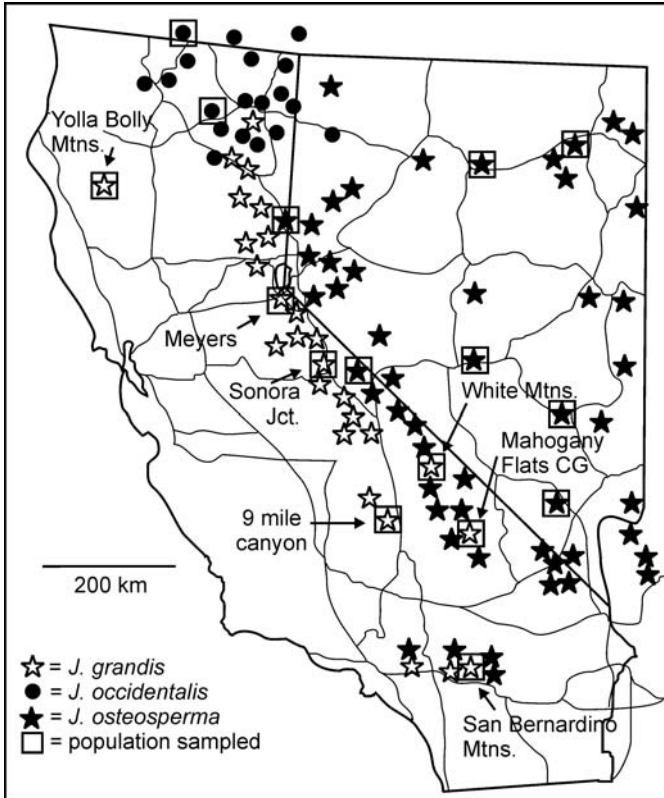 Yolla Bolly
Mtns.
Meyers
Sonora
Jct.
White Mtns.
Mahogany
Flats CG
9 mile
canyon
200 km
= J. grandis
= J. occidentalis
= J. osteosperma
= population sampled
San Bernardino
Mtns.